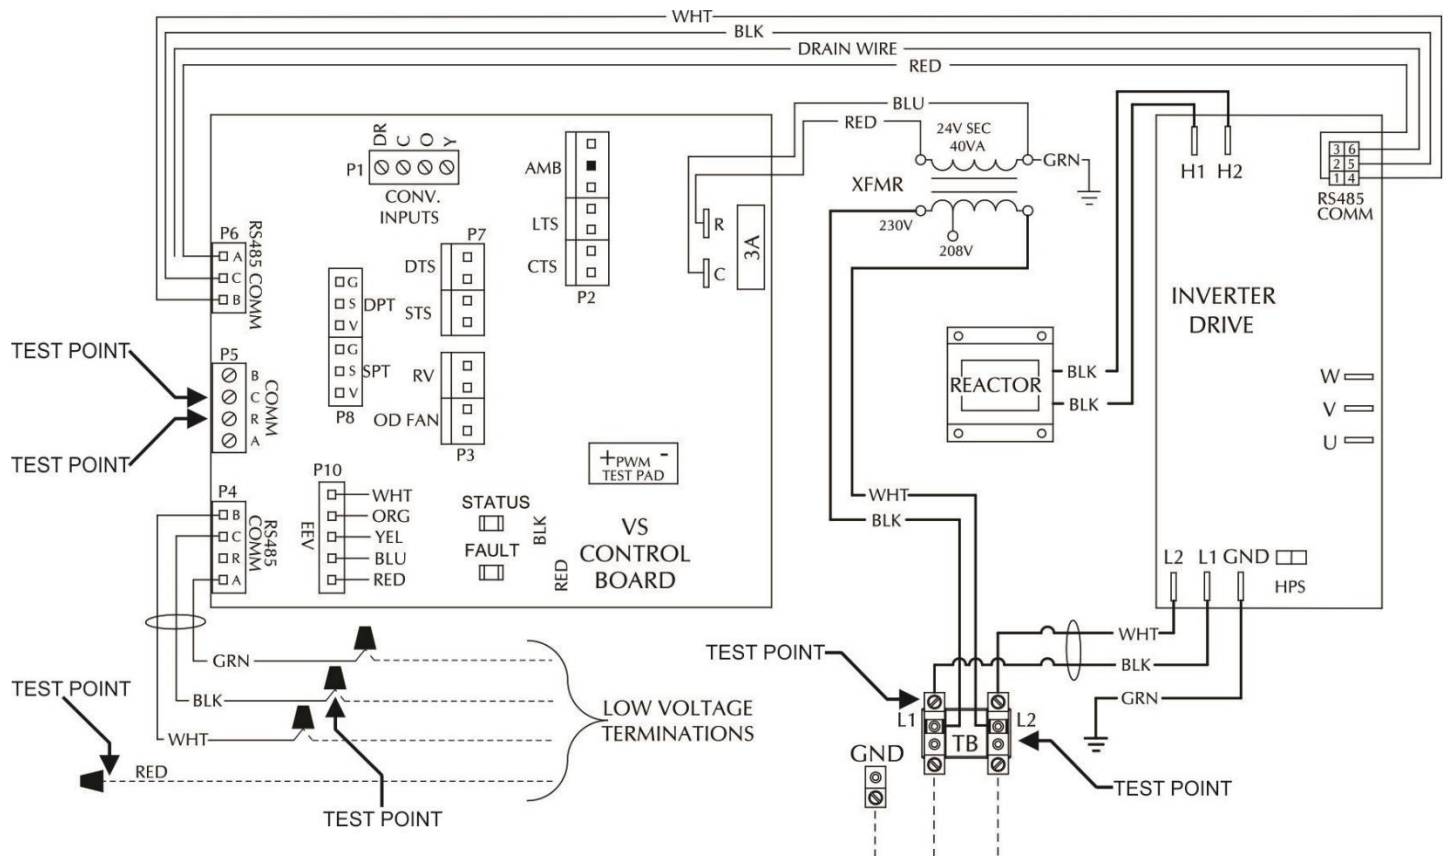 WHT
BLK
DRAIN WIRE
RED
BLU
RED
24V SEC
40VA
GRN
XFMR
230V
208V
H1 H2
3 6
2 5
1 4
RS485
COMM
DR C O Y
P1
CONV.
INPUTS
AMB
LTS
CTS
P2
R
C
3A
P6
A
C
B
RS485 COMM
P7
DTS
STS
G
S
V
DPT
G
S
V
SPT
P8
RV
OD FAN
P3
TEST POINT
TEST POINT
P5
B
C
R
A
COMM
P4
B
C
R
A
RS485
COMM
P10
EEV
WHT
ORG
YEL
BLU
RED
STATUS
FAULT
BLK
RED
+ PWM -
TEST PAD
VS
CONTROL
BOARD
REACTOR
BLK
BLK
INVERTER
DRIVE
W
V
U
WHT
BLK
L2 L1 GND
HPS
WHT
BLK
GRN
TEST POINT
L1
L2
TB
GND
TEST POINT
GRN
BLK
WHT
RED
TEST POINT
LOW VOLTAGE
TERMINATIONS
TEST POINT